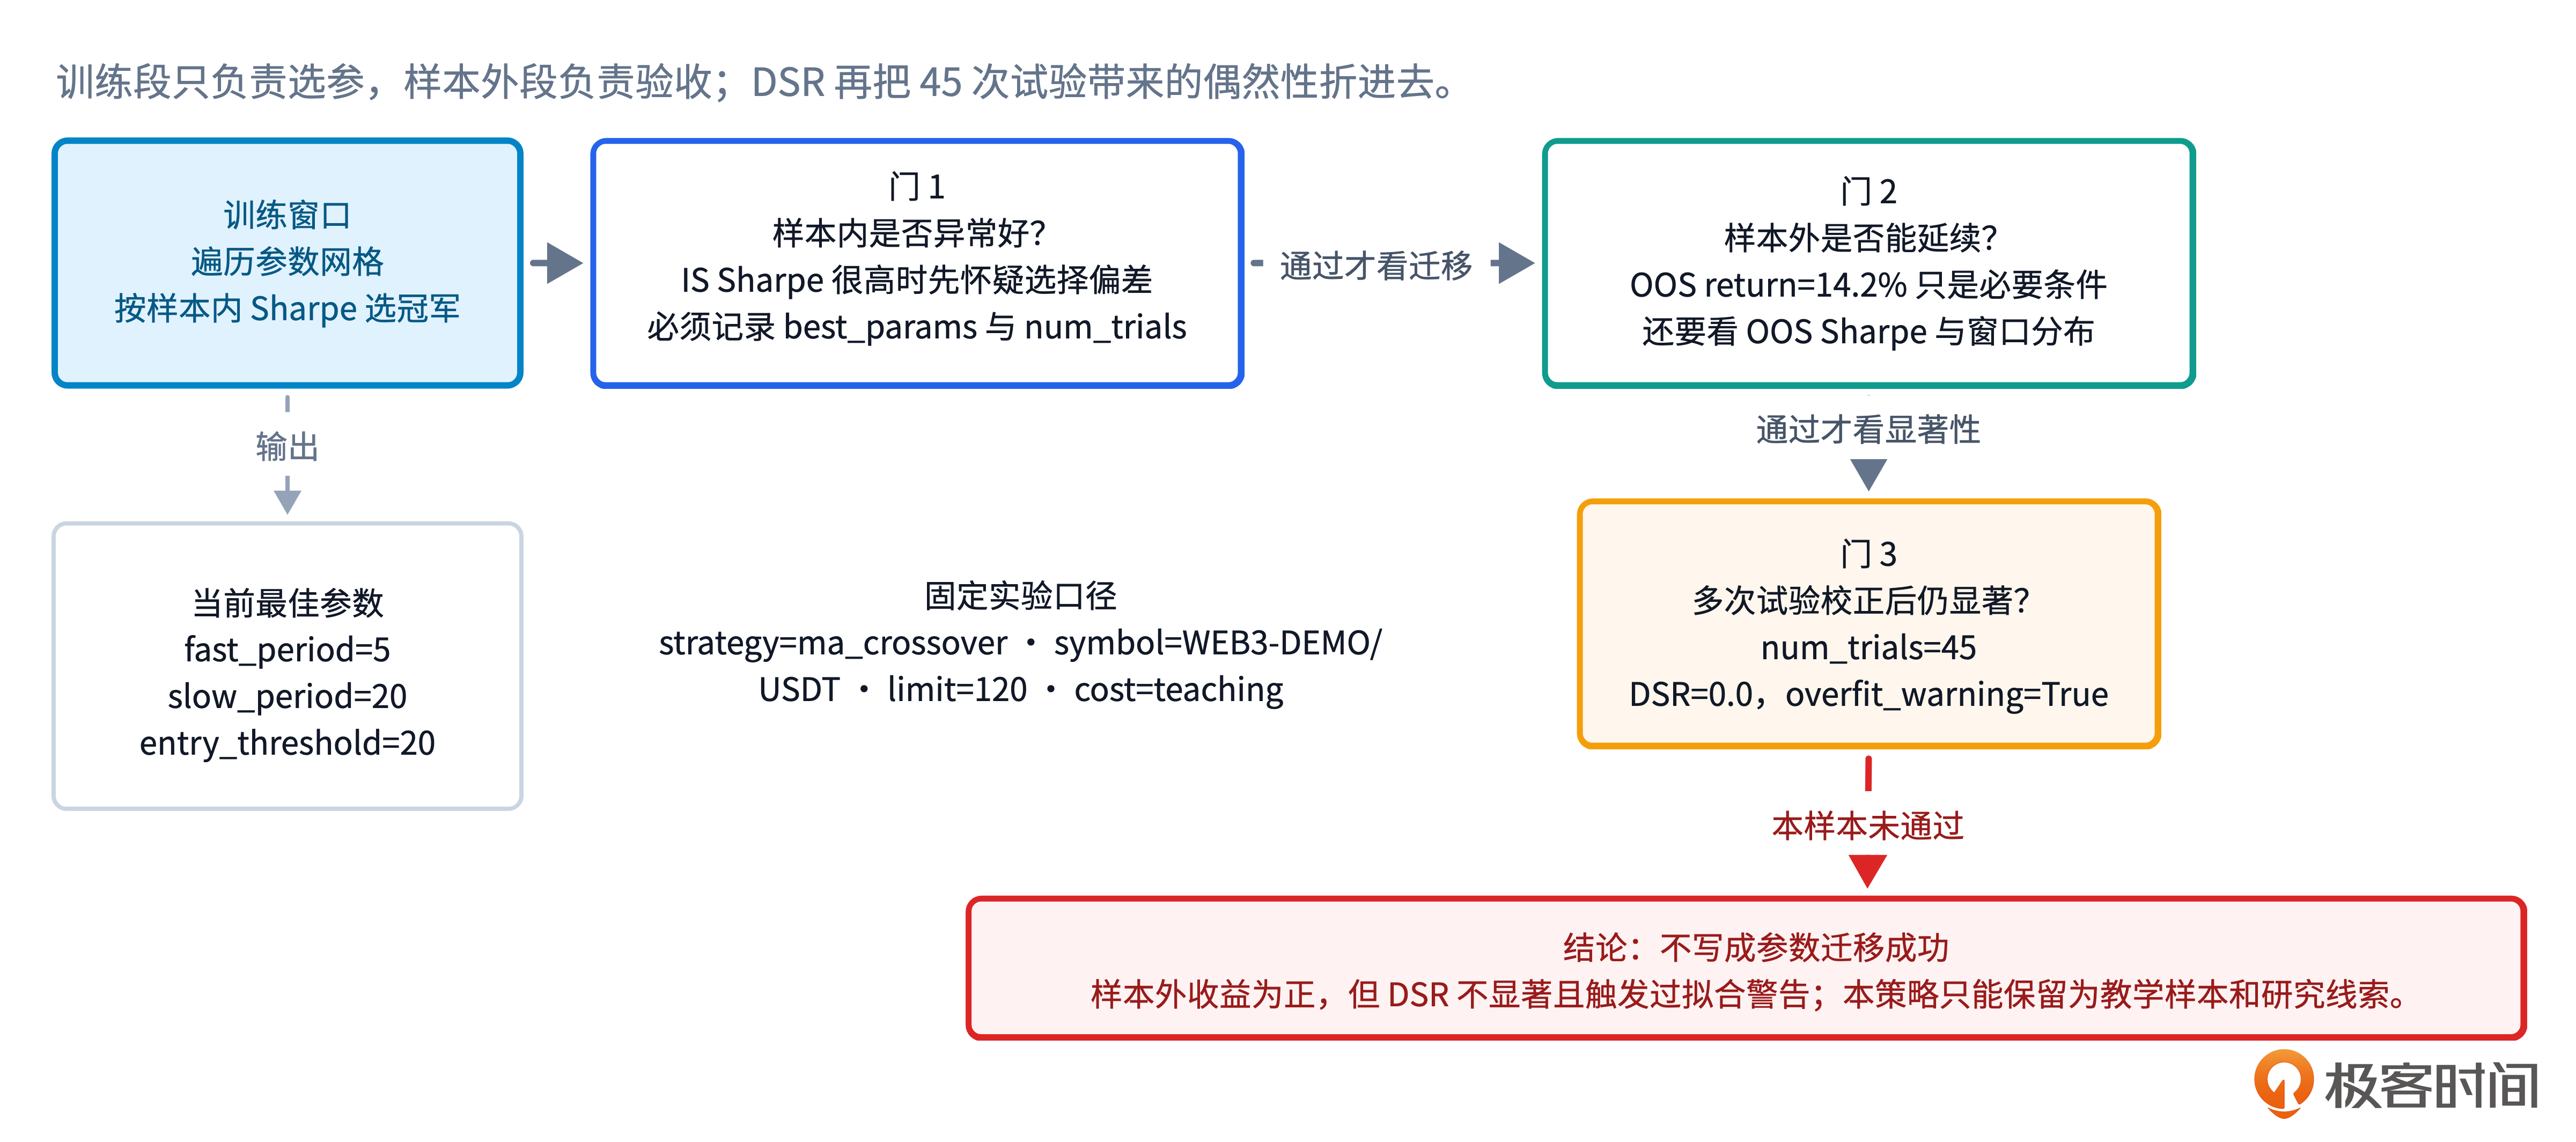 训练段只负责选参，样本外段负责验收；DSR 再把 45 次试验带来的偶然性折进去。
训练窗口
遍历参数网格
按样本内 Sharpe 选冠军
门 1
样本内是否异常好？
IS Sharpe 很高时先怀疑选择偏差
必须记录 best_params 与 num_trials
通过才看迁移
门 2
样本外是否能延续？
OOS return=14.2% 只是必要条件
还要看 OOS Sharpe 与窗口分布
输出
通过才看显著性
当前最佳参数
fast_period=5
slow_period=20
entry_threshold=20
固定实验口径
strategy=ma_crossover · symbol=WEB3-DEMO/
USDT · limit=120 · cost=teaching
门 3
多次试验校正后仍显著？
num_trials=45
DSR=0.0，overfit_warning=True
本样本未通过
结论：不写成参数迁移成功
样本外收益为正，但 DSR 不显著且触发过拟合警告；本策略只能保留为教学样本和研究线索。
极客时间